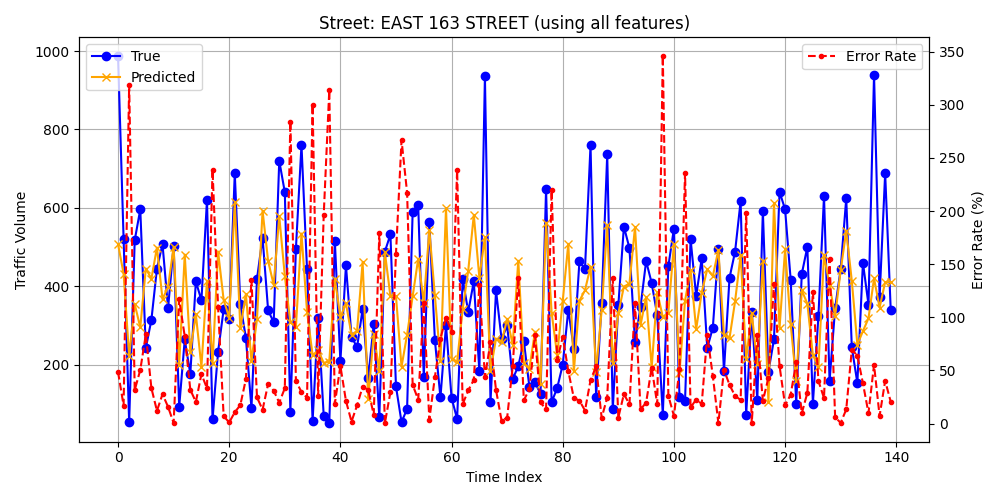 Street: EAST 163 STREET (using all features)
True
Predicted
Error Rate
Traffic Volume
1000
800
600
400
200
350
300
250
200
150
100
50
0
Error Rate (%)
0 20 40 60 80 100 120 140
Time Index